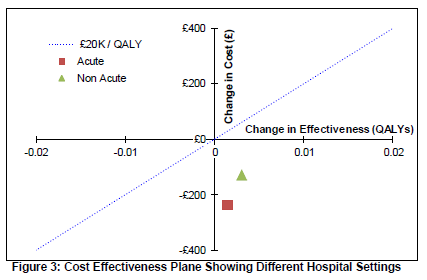 £400
£20K / QALY
Acute
Non Acute
£200
Change in Cost (£)
£0
Change in Effectiveness (QALYs)
-0.02
-0.01
0
0.01
0.02
-£200
-£400
Figure 3: Cost Effectiveness Plane Showing Different Hospital Settings